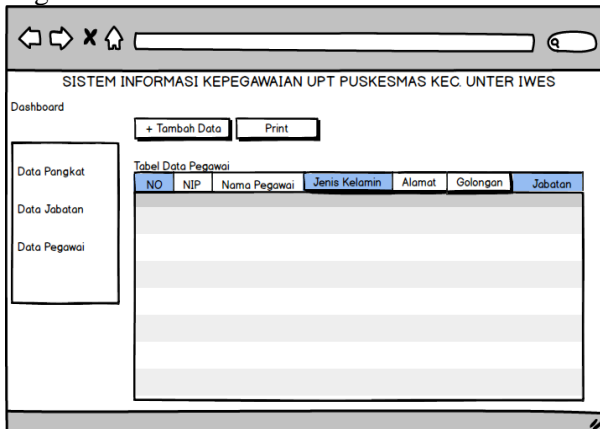 SISTEM INFORMASI KEPEGAWAIAN UPT PUSKESMAS KEC. UNTER IWES
Dashboard
+ Tambah Data Print
Tabel Data Pegawai
NO NIP Nama Pegawai Jenis Kelamin Alamat Golongan Jabatan
Data Pangkat
Data Jabatan
Data Pegawai